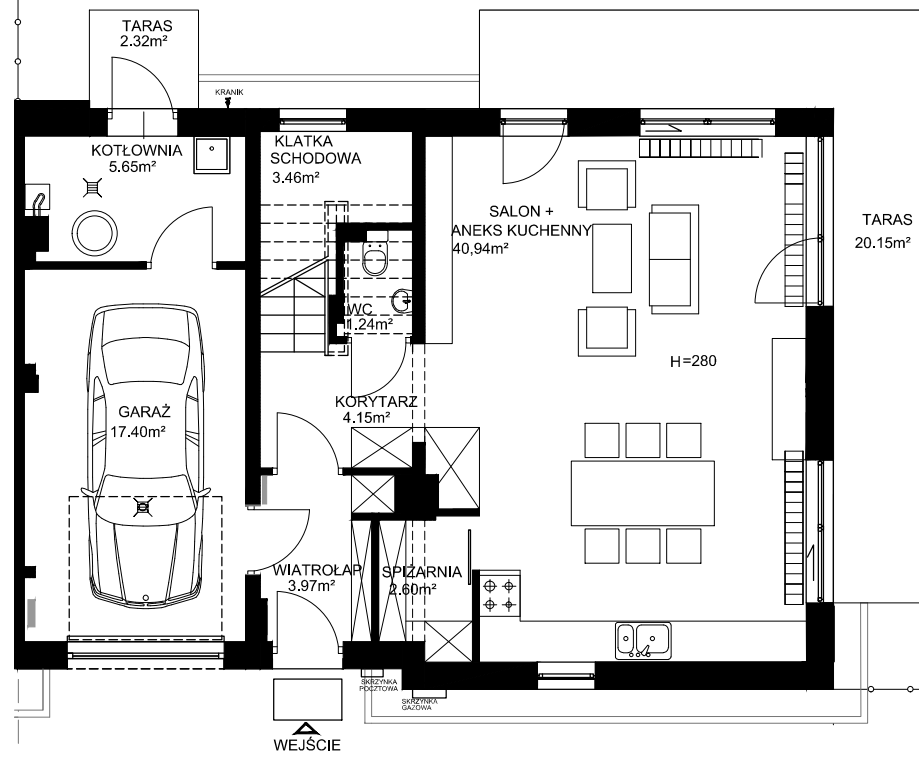 TARAS
2.32m²
KRANIK
KOTŁOWNIA
5.65m²
KLATKA
SCHODOWA
3.46m²
SALON +
ANEKS KUCHENNY
40,94m²
TARAS
20.15m²
WC
1.24m²
H=280
KORYTARZ
4.15m²
GARAŻ
17.40m²
WIATROŁAP
3.97m²
SPIŻARNIA
2.60m²
SKRZYNKA
POCZTOWA
SKRZYNKA
GAZOWA
WEJŚCIE